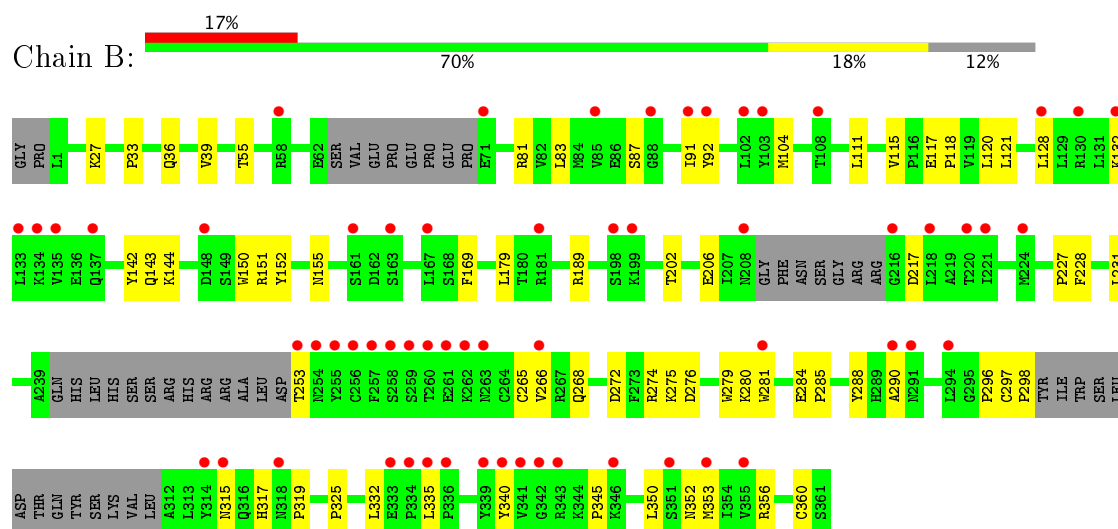 17%
Chain B:
70% 18% 12%
GLY PRO L1 K27 P33 Q36 V39 T55 R58 E62 SER VAL GLU PRO GLU PRO GLU PRO E71 R81 V82 L83 M84 V85 E86 S87 G88 I91 Y92 L102 Y103 M104 T108 L111 V115 P116 E117 P118 V119 L120 L121 L128 L129 R130 L131 K132
L133 K134 V135 E136 Q137 Y142 Q143 K144 D148 S149 W150 R151 Y152 N155 S161 D162 S163 L167 S168 F169 L179 T180 R181 R189 S198 K199 T202 E206 I207 N208 GLY PHE ASN SER GLY ARG ARG G216 D217 L218 A219 T220 I221 M224 P227 F228 L231
A239 GLN HIS LEU HIS SER SER ARG HIS ARG ARG ALA LEU ASP T253 N254 Y255 C256 F257 S258 S259 T260 E261 K262 N263 C264 C265 V266 R267 Q268 D272 F273 R274 K275 D276 W279 K280 W281 E284 P285 Y288 H289 A290 N291 L294 G295 P296 C297 P298 TYR ILE TRP SER LEU
ASP THR GLN TYR SER LYS VAL LEU A312 L313 Y314 N315 Q316 H317 N318 P319 P325 L332 E333 P334 L335 P336 Y339 Y340 V341 G342 R343 K344 P345 K346 L350 S351 N352 M353 I354 V355 R356 C360 S361